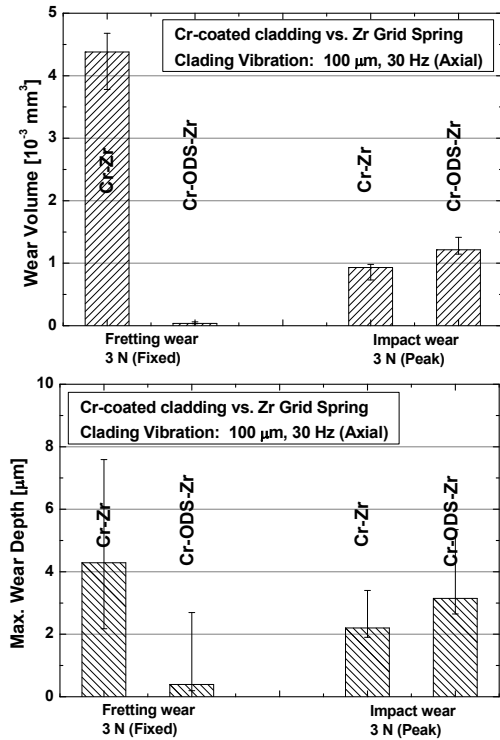 Cr-coated cladding vs. Zr Grid Spring
Clading Vibration: 100 μm, 30 Hz (Axial)
Wear Volume [10⁻³ mm³]
5
4
3
2
1
0
Cr-Zr
Cr-ODS-Zr
Cr-Zr
Cr-ODS-Zr
Fretting wear
3 N (Fixed)
Impact wear
3 N (Peak)
Cr-coated cladding vs. Zr Grid Spring
Clading Vibration: 100 μm, 30 Hz (Axial)
Max. Wear Depth [μm]
10
8
6
4
2
0
Cr-Zr
Cr-ODS-Zr
Cr-Zr
Cr-ODS-Zr
Fretting wear
3 N (Fixed)
Impact wear
3 N (Peak)